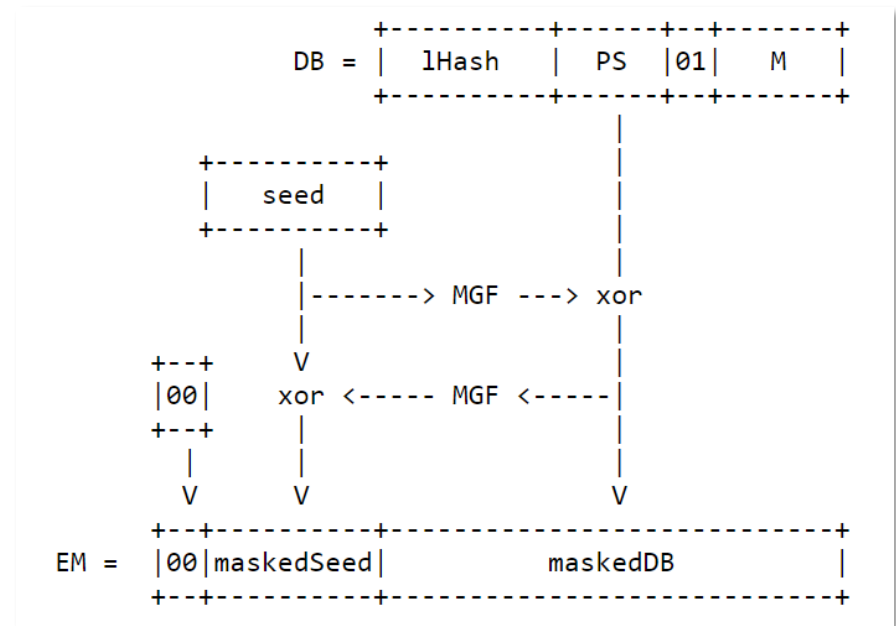 +----------+------+--+-------+
DB = |  lHash   |  PS  |01|   M   |
+----------+------+--+-------+
|
+----------+              |
|   seed   |              |
+----------+              |
|                   |
|-------> MGF ---> xor
|                   |
+--+     V                   |
|00|    xor <----- MGF <-----|
+--+     |                   |
|      |                   |
V      V                   V
+--+----------+----------------------------+
EM =  |00|maskedSeed|          maskedDB          |
+--+----------+----------------------------+